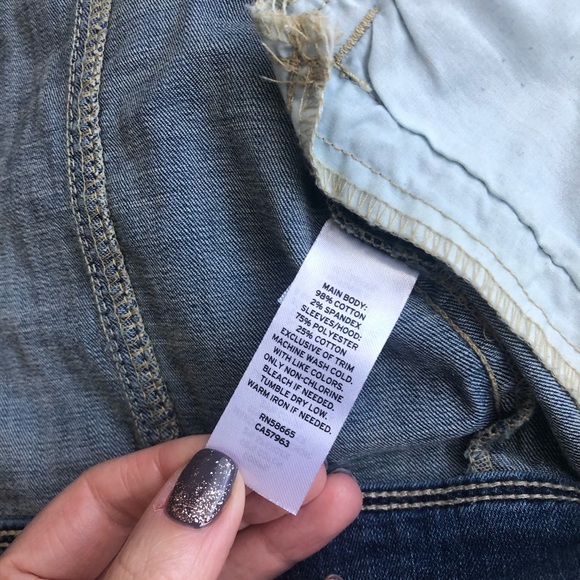 MAIN BODY:
98% COTTON
2% SPANDEX
SLEEVES/HOOD:
75% POLYESTER
25% COTTON
EXCLUSIVE OF TRIM
MACHINE WASH COLD.
WITH LIKE COLORS.
ONLY NON-CHLORINE
BLEACH IF NEEDED.
TUMBLE DRY LOW.
WARM IRON IF NEEDED.
RN58665
CA57963